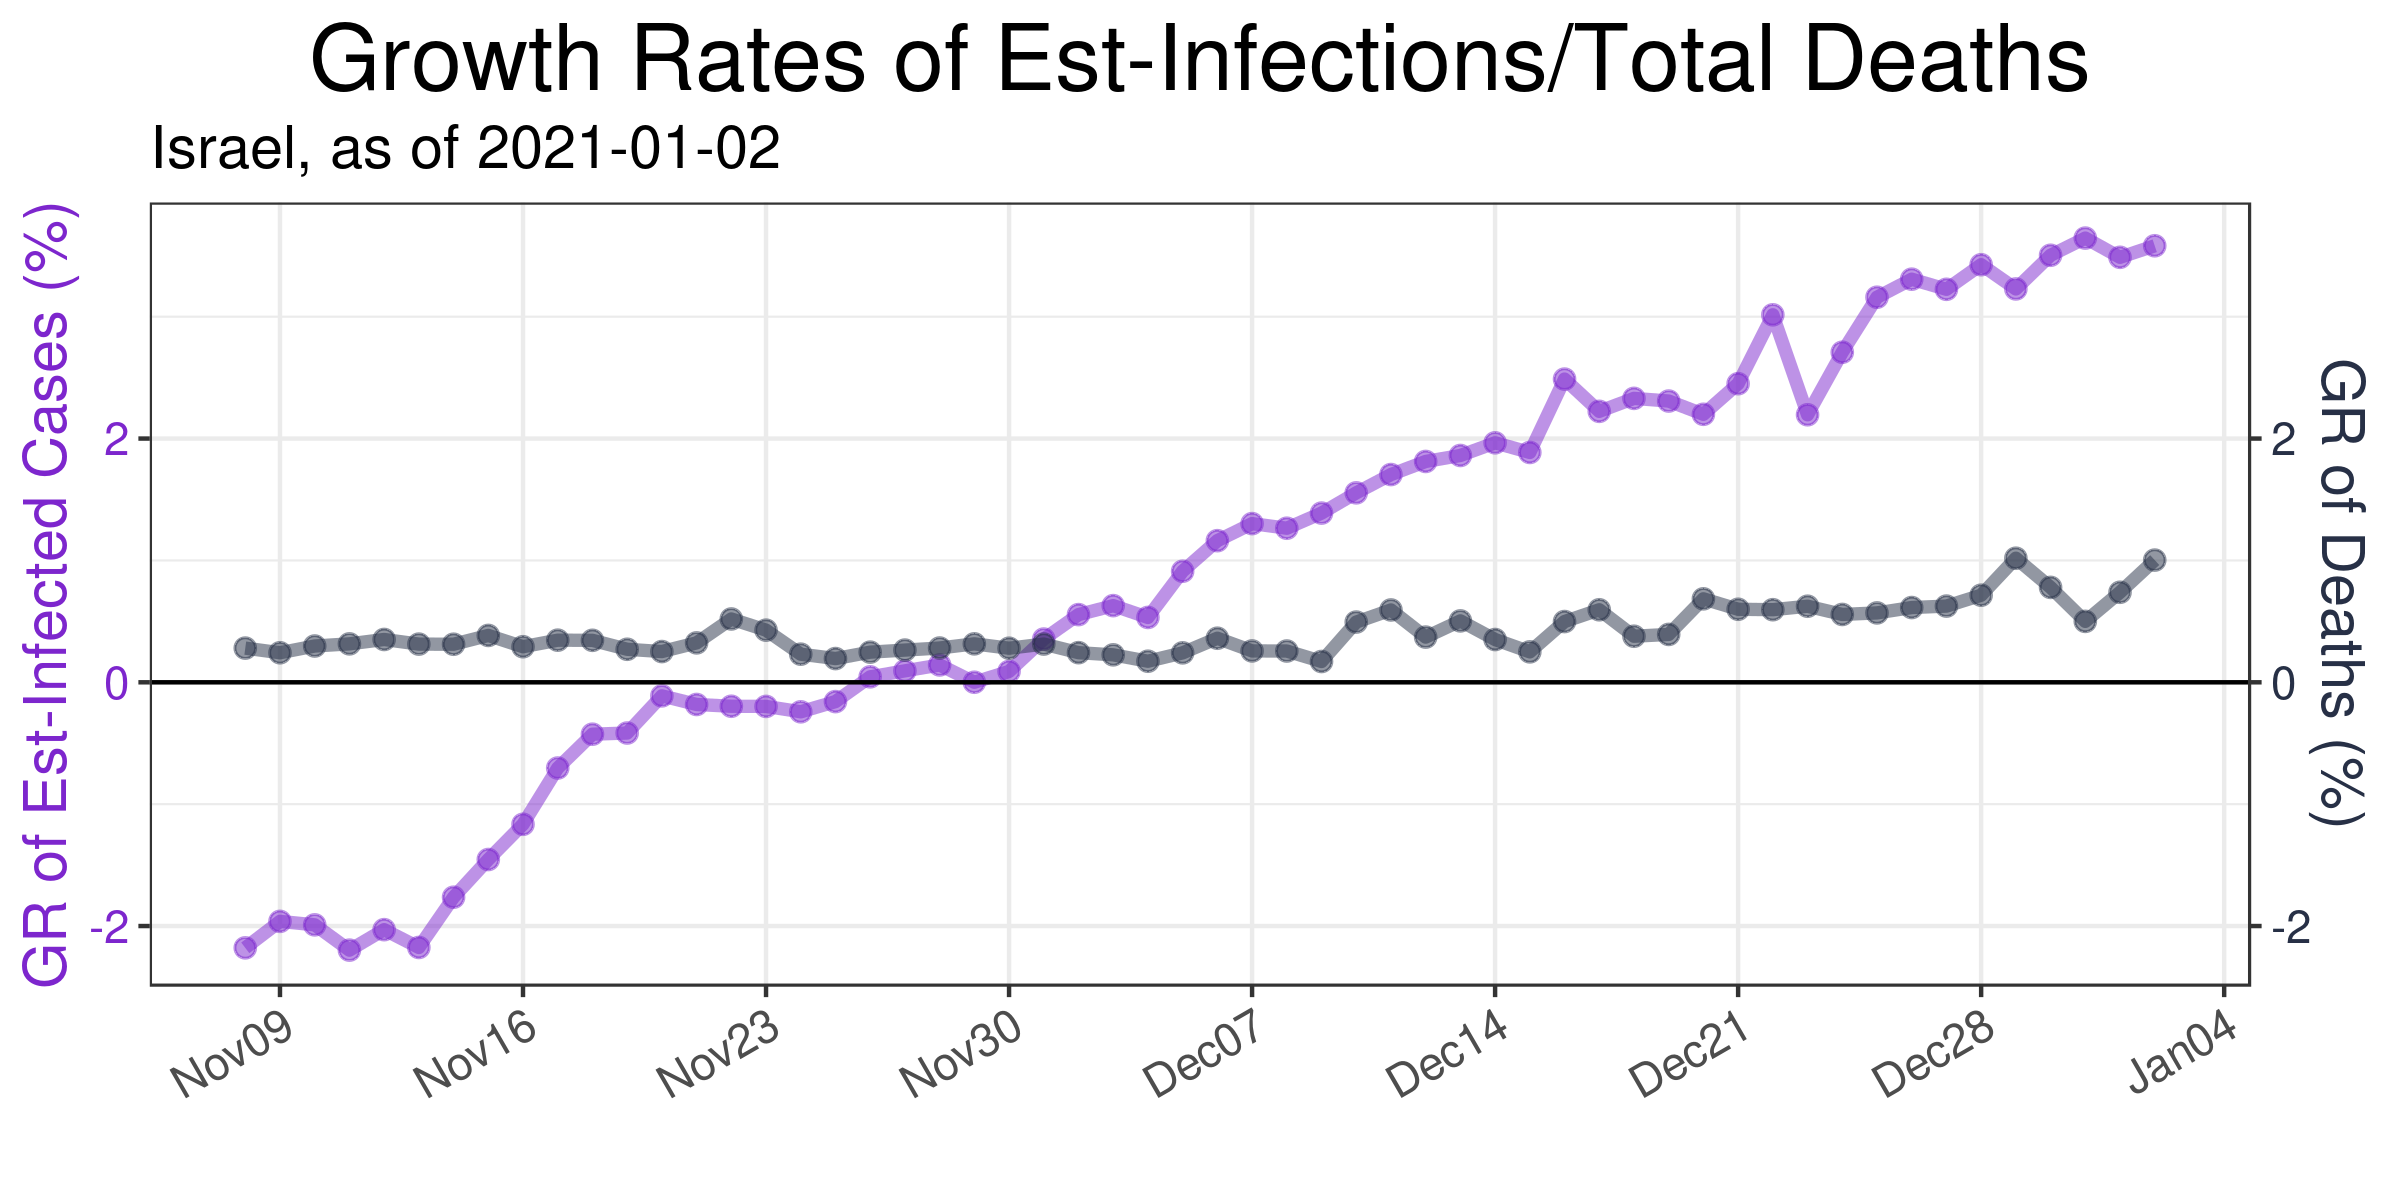 Growth Rates of Est-Infections/Total Deaths
Israel, as of 2021-01-02
GR of Est-Infected Cases (%)
2
0
-2
GR of Deaths (%)
2
0
-2
Nov09
Nov16
Nov23
Nov30
Dec07
Dec14
Dec21
Dec28
Jan04